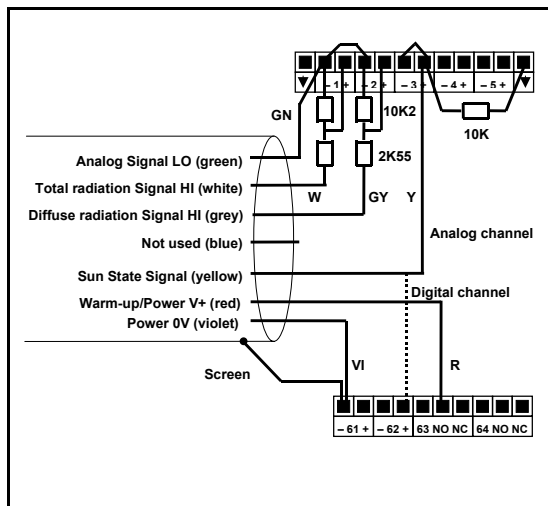 – 1 + – 2 + – 3 + – 4 + – 5 +
GN
10K2
10K
2K55
Analog Signal LO (green)
Total radiation Signal HI (white)
W
GY
Y
Diffuse radiation Signal HI (grey)
Analog channel
Not used (blue)
Sun State Signal (yellow)
Digital channel
Warm-up/Power V+ (red)
Power 0V (violet)
VI
R
Screen
– 61 + – 62 + 63 NO NC 64 NO NC